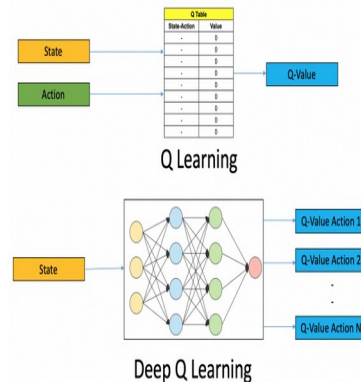 Q Table
State-Action Value
- 0
- 0
- 0
- 0
- 0
- 0
- 0
- 0
- 0
State
Action
Q-Value
Q Learning
State
Q-Value Action 1
Q-Value Action 2
-
-
Q-Value Action N
Deep Q Learning